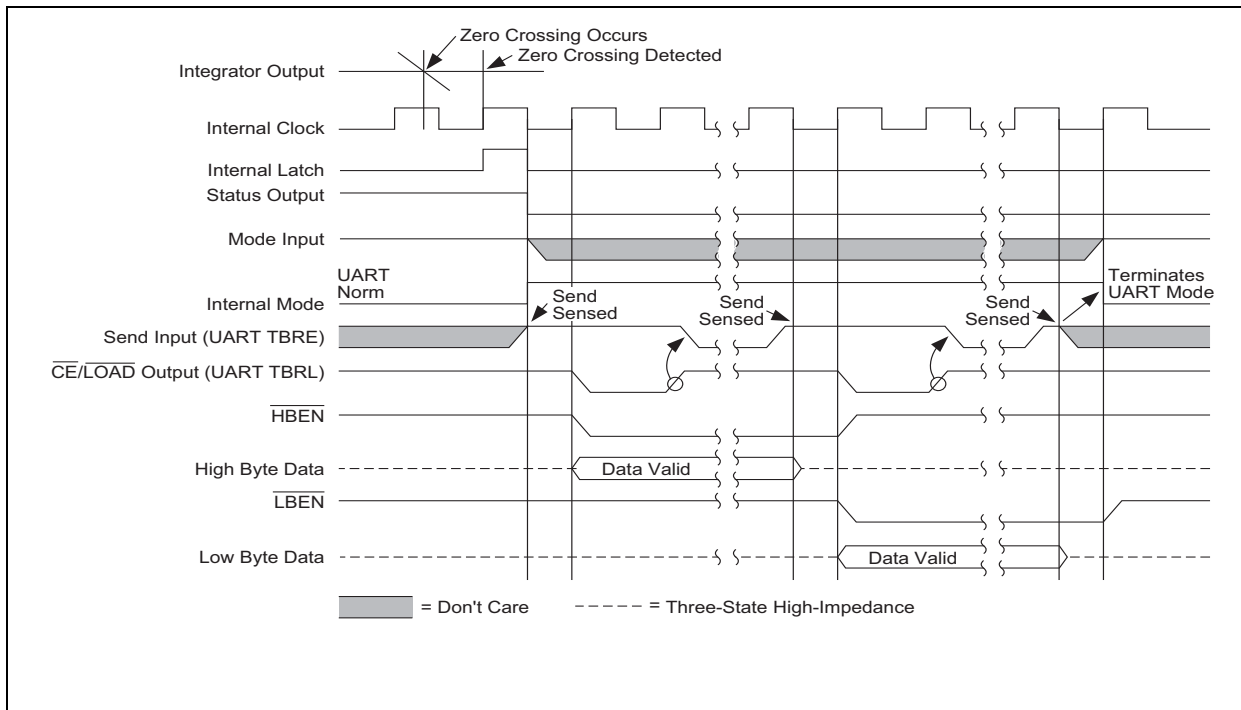 Zero Crossing Occurs
Zero Crossing Detected
Integrator Output
Internal Clock
Internal Latch
Status Output
Mode Input
UART
Norm
Internal Mode
Send
Sensed
Send
Sensed
Send
Sensed
Terminates
UART Mode
Send Input (UART TBRE)
CE/LOAD Output (UART TBRL)
HBEN
High Byte Data
Data Valid
LBEN
Low Byte Data
Data Valid
= Don't Care
= Three-State High-Impedance